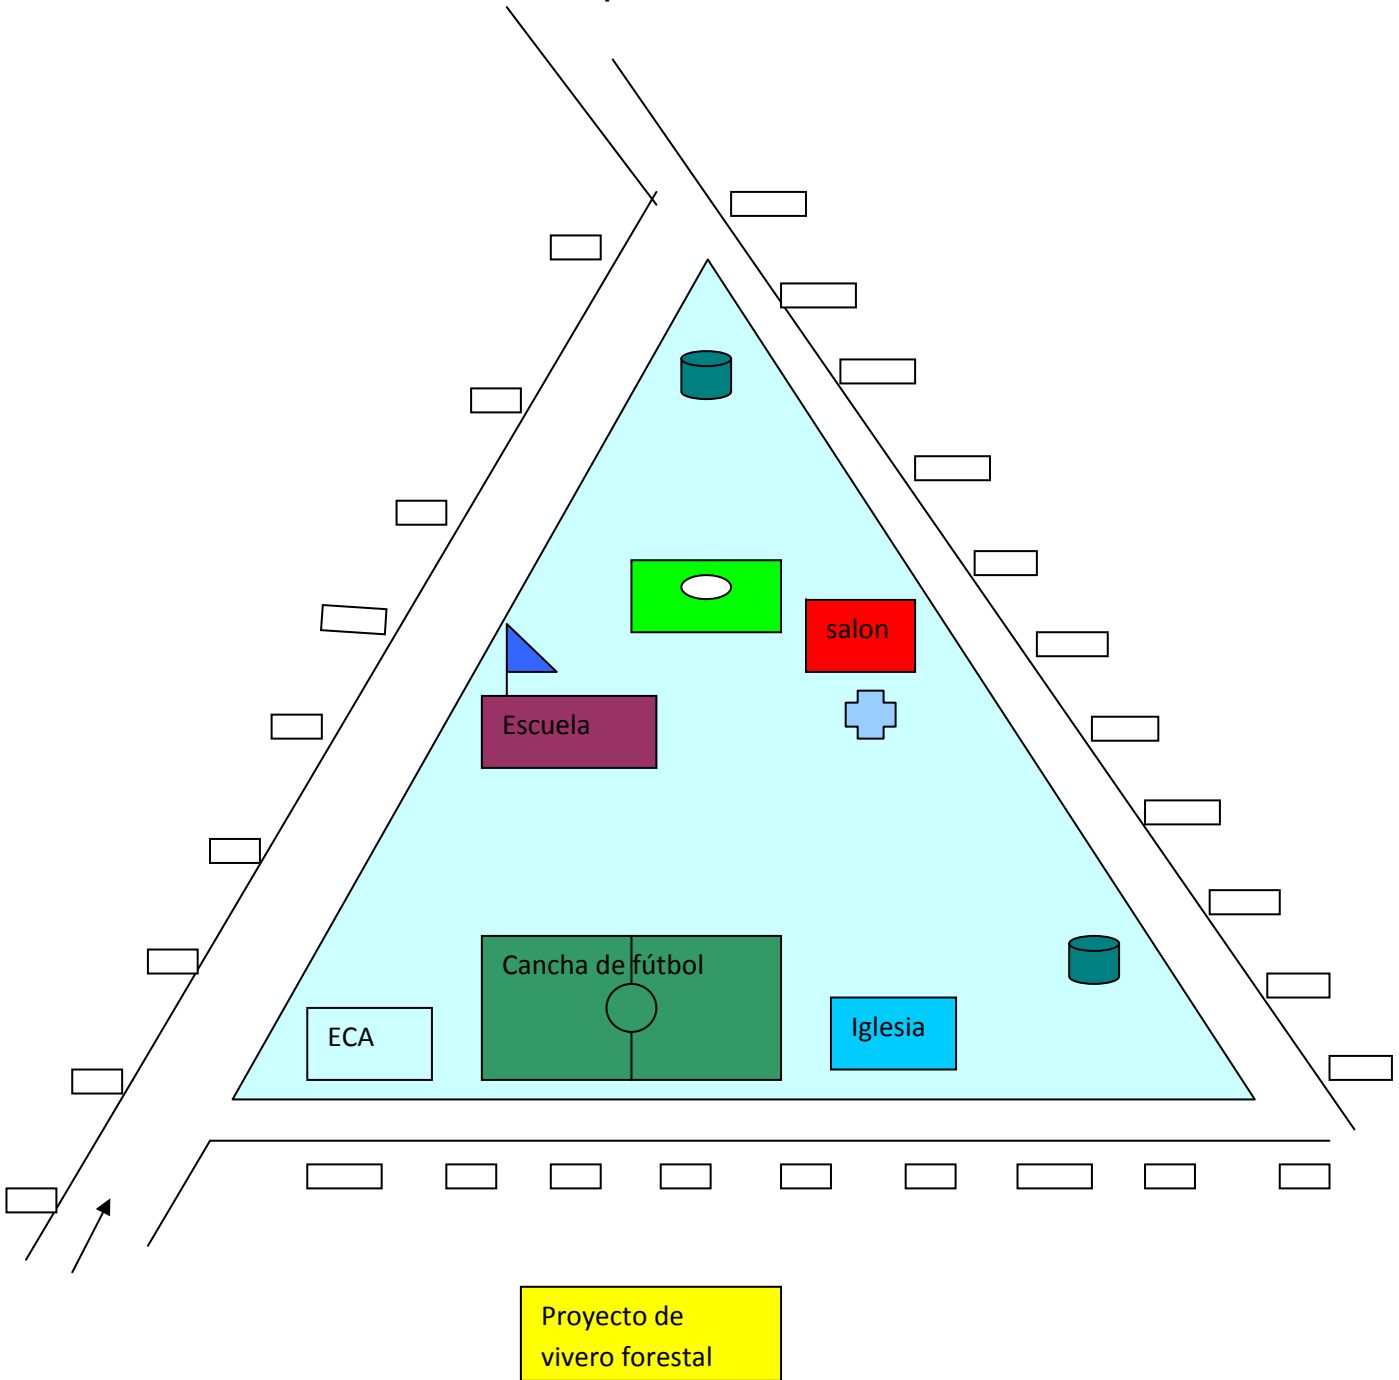 salon
Escuela
Cancha de fútbol
ECA
Iglesia
Proyecto de
vivero forestal